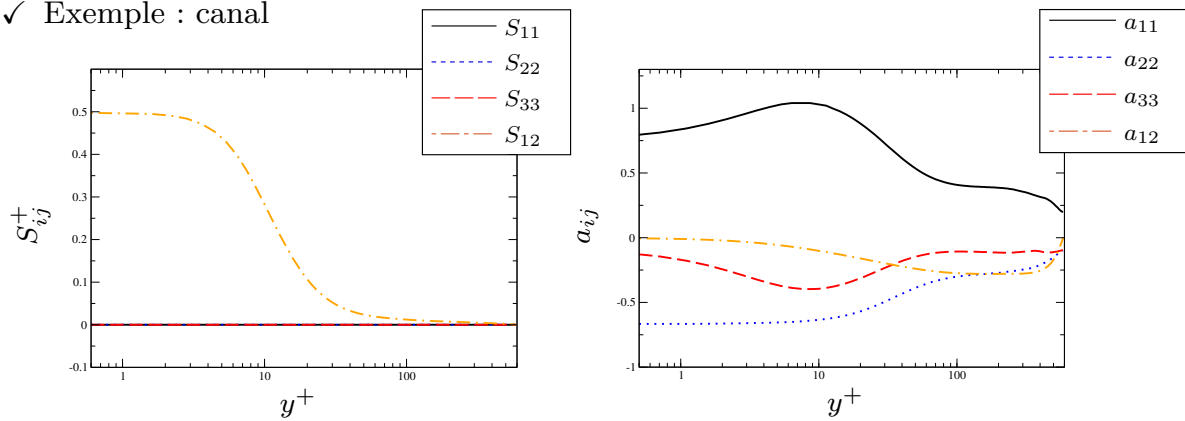 ✓ Exemple : canal
S₁₁
S₂₂
S₃₃
S₁₂
0.5
0.4
0.3
0.2
0.1
0
-0.1
1
10
100
S⁺ᵢⱼ
y⁺
a₁₁
a₂₂
a₃₃
a₁₂
1
0.5
0
-0.5
-1
1
10
100
aᵢⱼ
y⁺